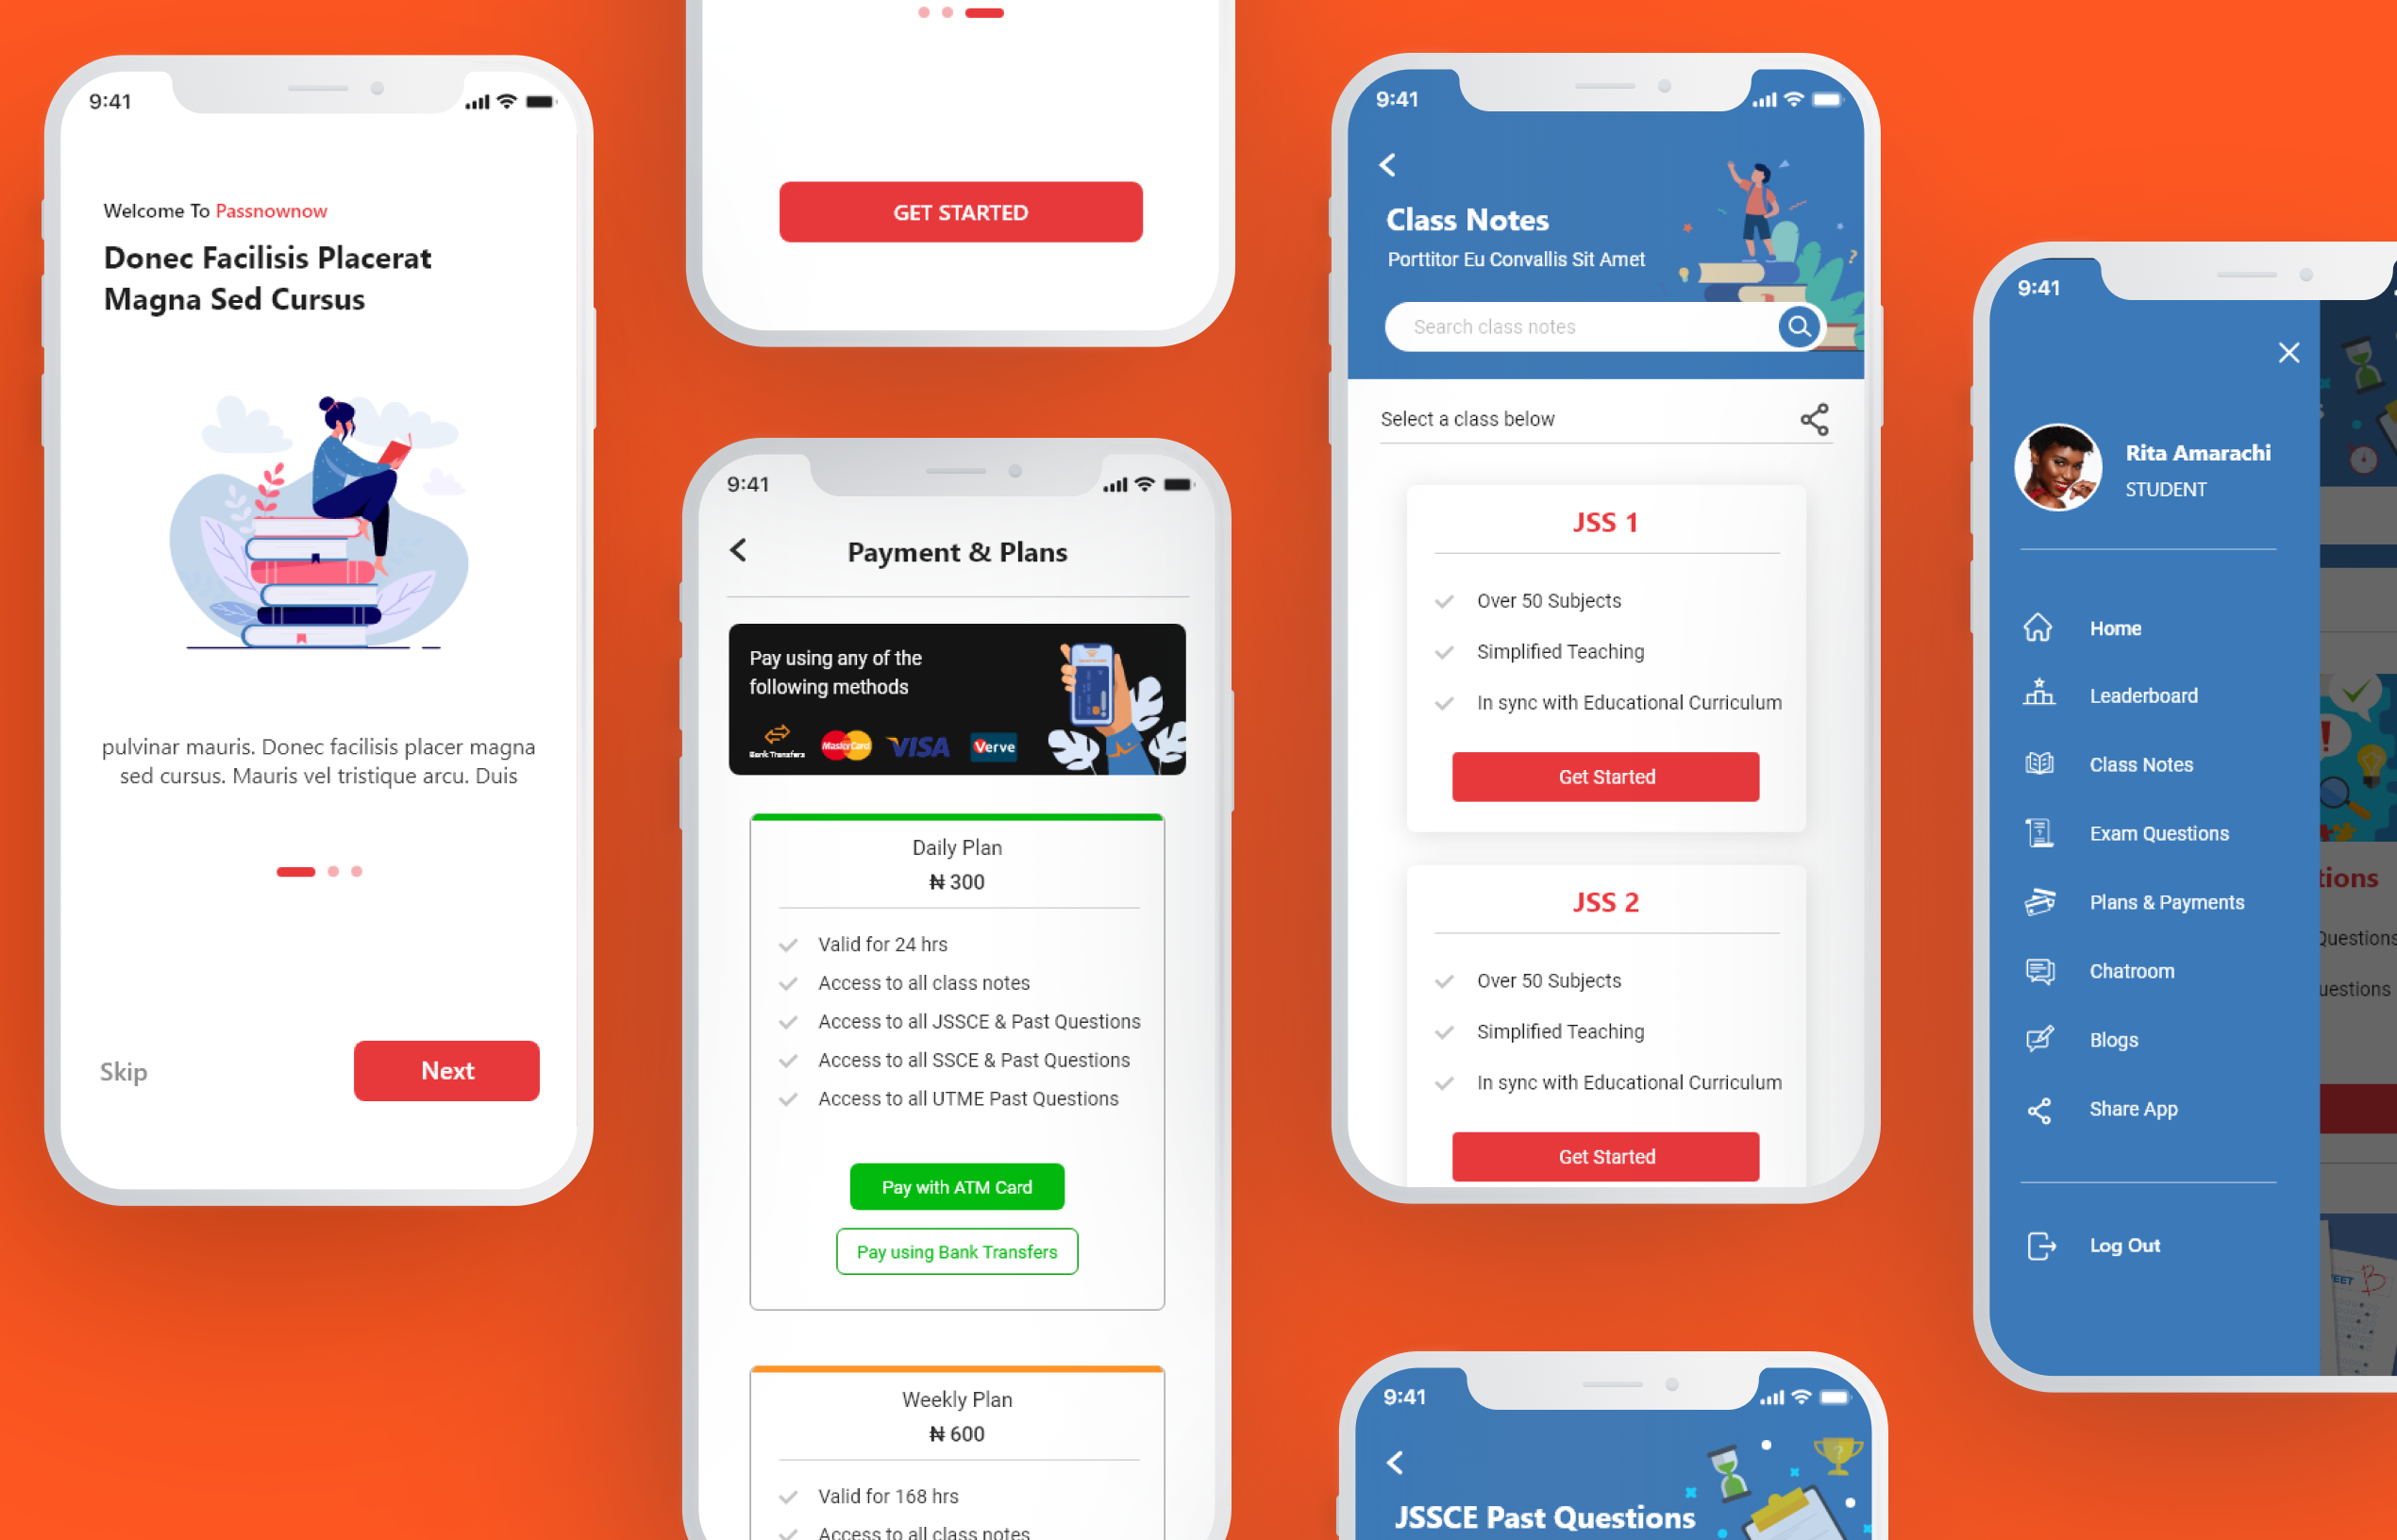 9:41
Welcome To Passnownow
Donec Facilisis Placerat
Magna Sed Cursus
pulvinar mauris. Donec facilisis placer magna
sed cursus. Mauris vel tristique arcu. Duis
Skip
Next
GET STARTED
9:41
Payment & Plans
Pay using any of the
following methods
Bank Transfers
MasterCard
VISA
Verve
Daily Plan
₦ 300
Valid for 24 hrs
Access to all class notes
Access to all JSSCE & Past Questions
Access to all SSCE & Past Questions
Access to all UTME Past Questions
Pay with ATM Card
Pay using Bank Transfers
Weekly Plan
₦ 600
Valid for 168 hrs
Access to all class notes
9:41
Class Notes
Porttitor Eu Convallis Sit Amet
Search class notes
Select a class below
JSS 1
Over 50 Subjects
Simplified Teaching
In sync with Educational Curriculum
Get Started
JSS 2
Over 50 Subjects
Simplified Teaching
In sync with Educational Curriculum
Get Started
9:41
JSSCE Past Questions
9:41
Rita Amarachi
STUDENT
Home
Leaderboard
Class Notes
Exam Questions
Plans & Payments
Chatroom
Blogs
Share App
Log Out
tions
Questions
uestions
EET B